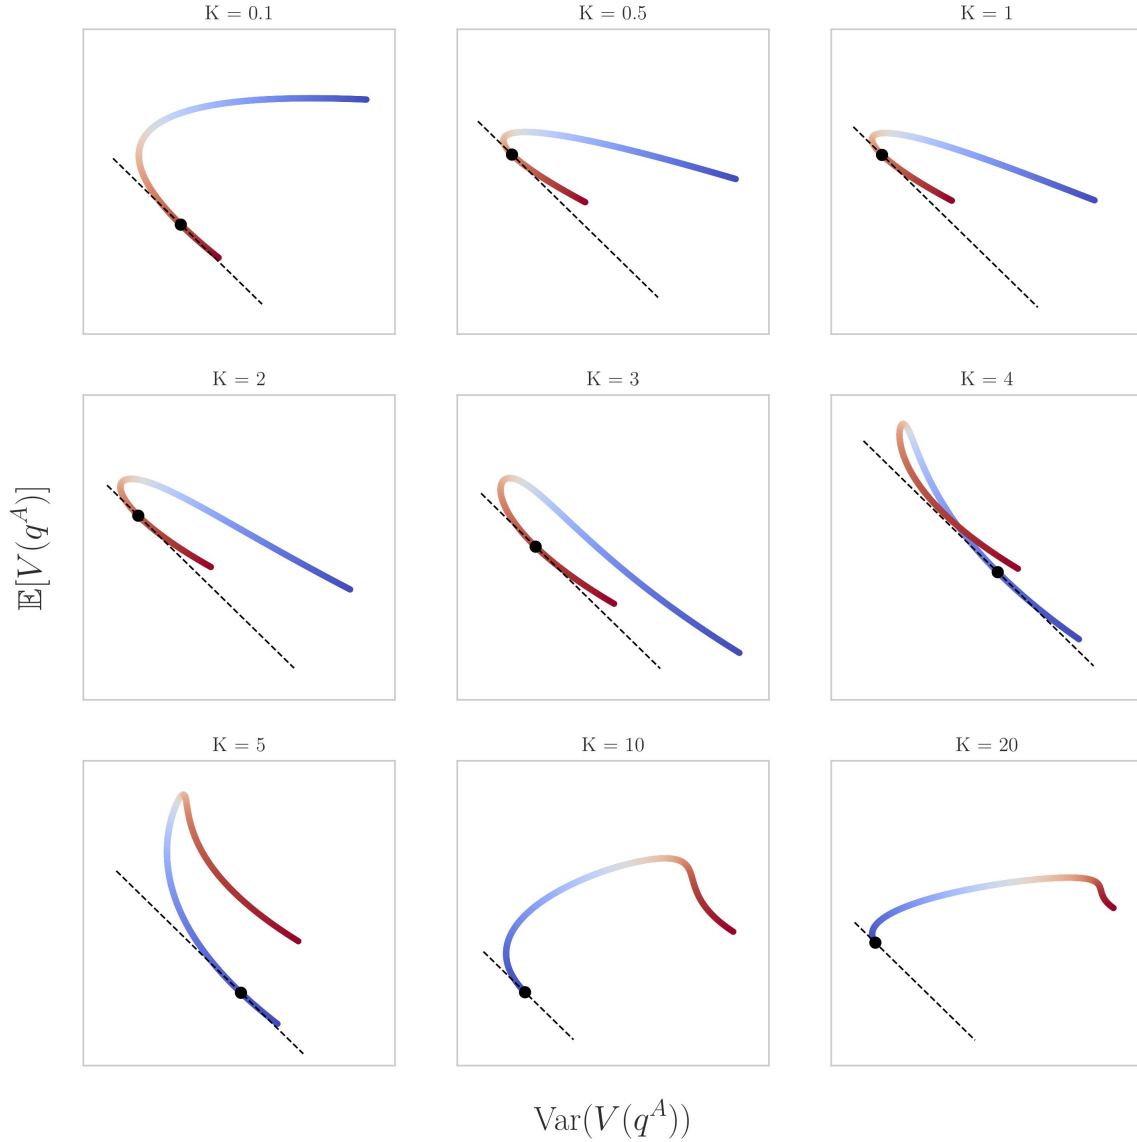 K = 0.1
K = 0.5
K = 1
K = 2
K = 3
K = 4
𝔼[V(q^A)]
K = 5
K = 10
K = 20
Var(V(q^A))